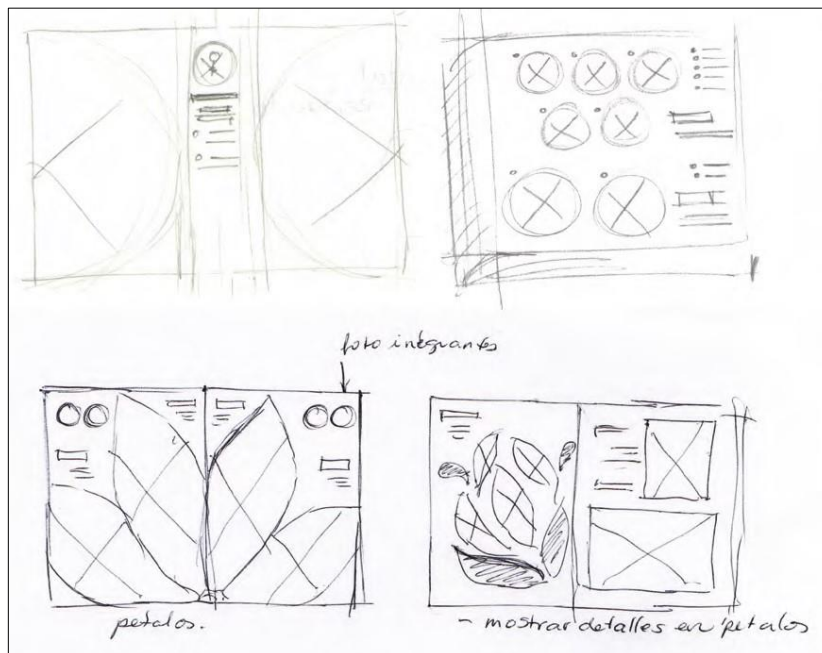 foto integrantes
petalos.
- mostrar detalles en petalos